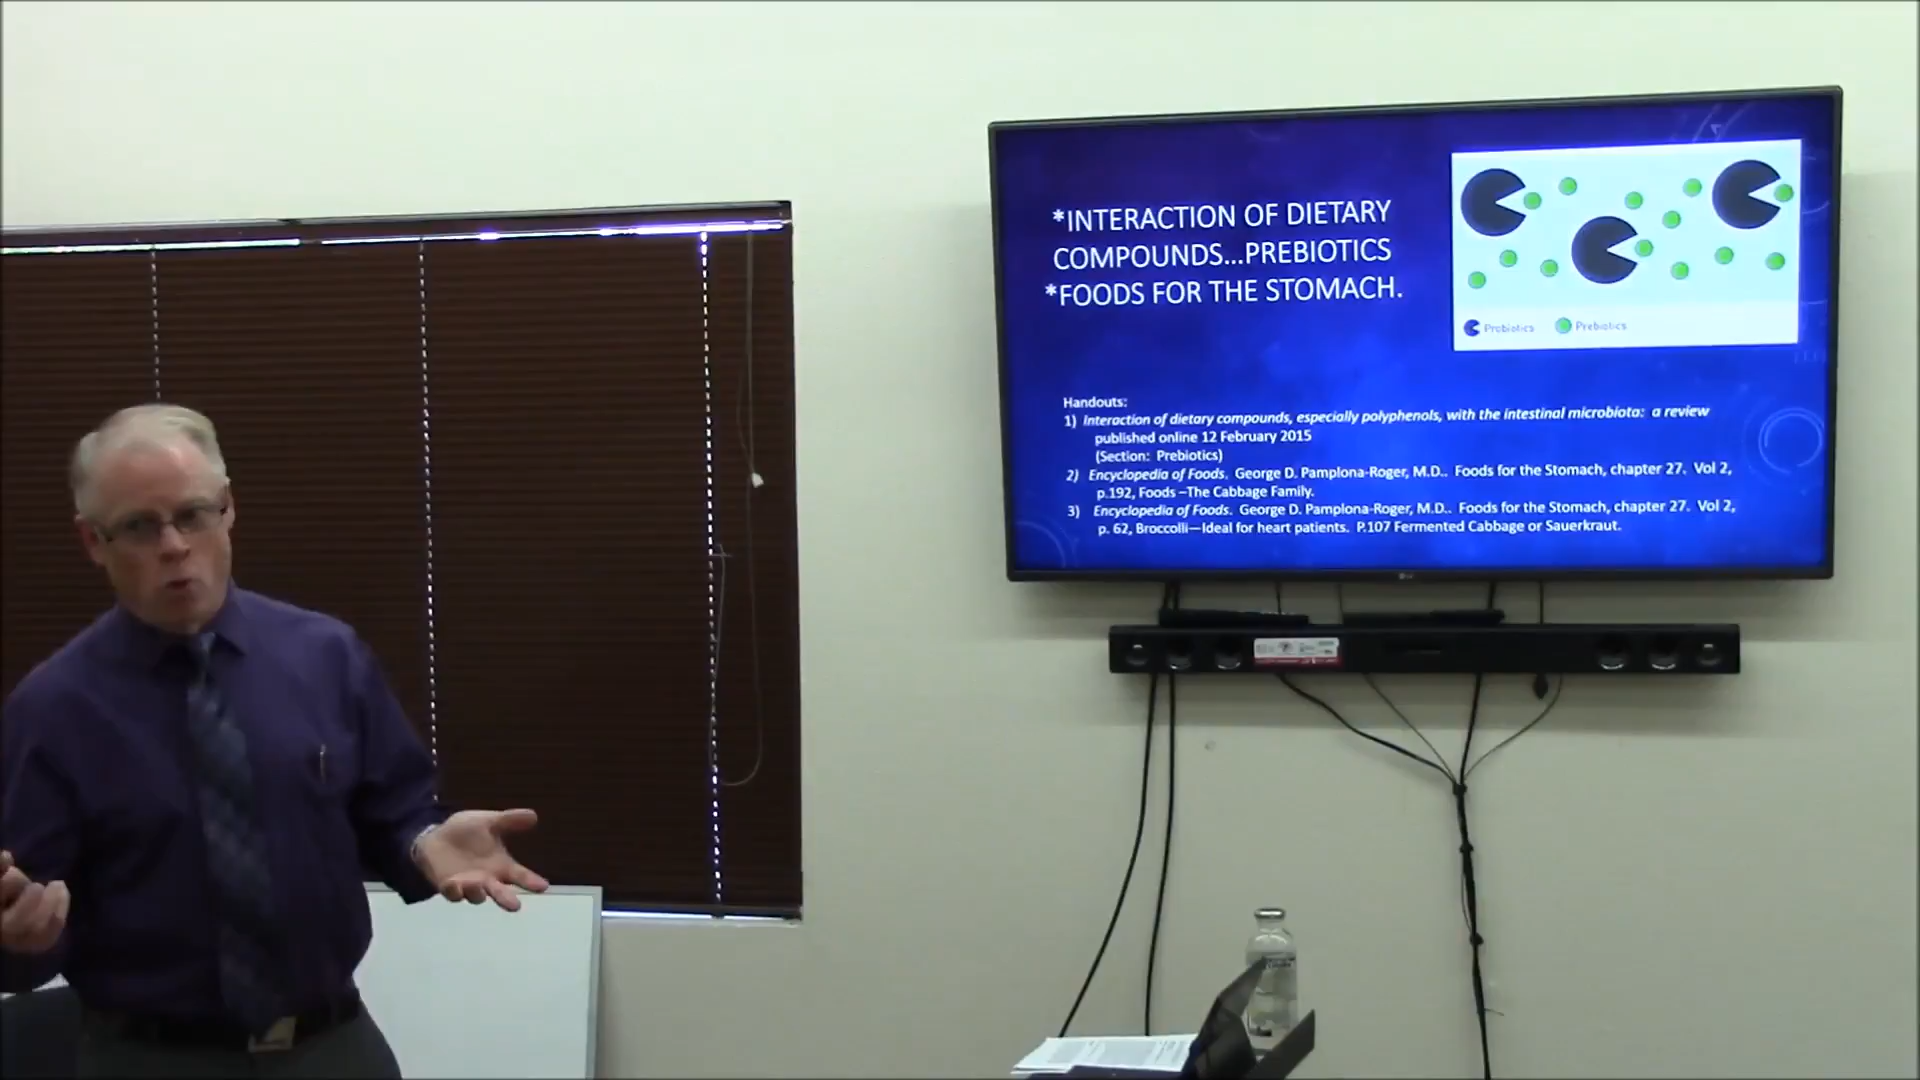 *INTERACTION OF DIETARY
COMPOUNDS...PREBIOTICS
*FOODS FOR THE STOMACH.
Probiotics Prebiotics
Handouts:
1) Interaction of dietary compounds, especially polyphenols, with the intestinal microbiota: a review
published online 12 February 2015
(Section: Prebiotics)
2) Encyclopedia of Foods. George D. Pamplona-Roger, M.D.. Foods for the Stomach, chapter 27. Vol 2,
p.192, Foods –The Cabbage Family.
3) Encyclopedia of Foods. George D. Pamplona-Roger, M.D.. Foods for the Stomach, chapter 27. Vol 2,
p. 62, Broccolli—Ideal for heart patients. P.107 Fermented Cabbage or Sauerkraut.
LG